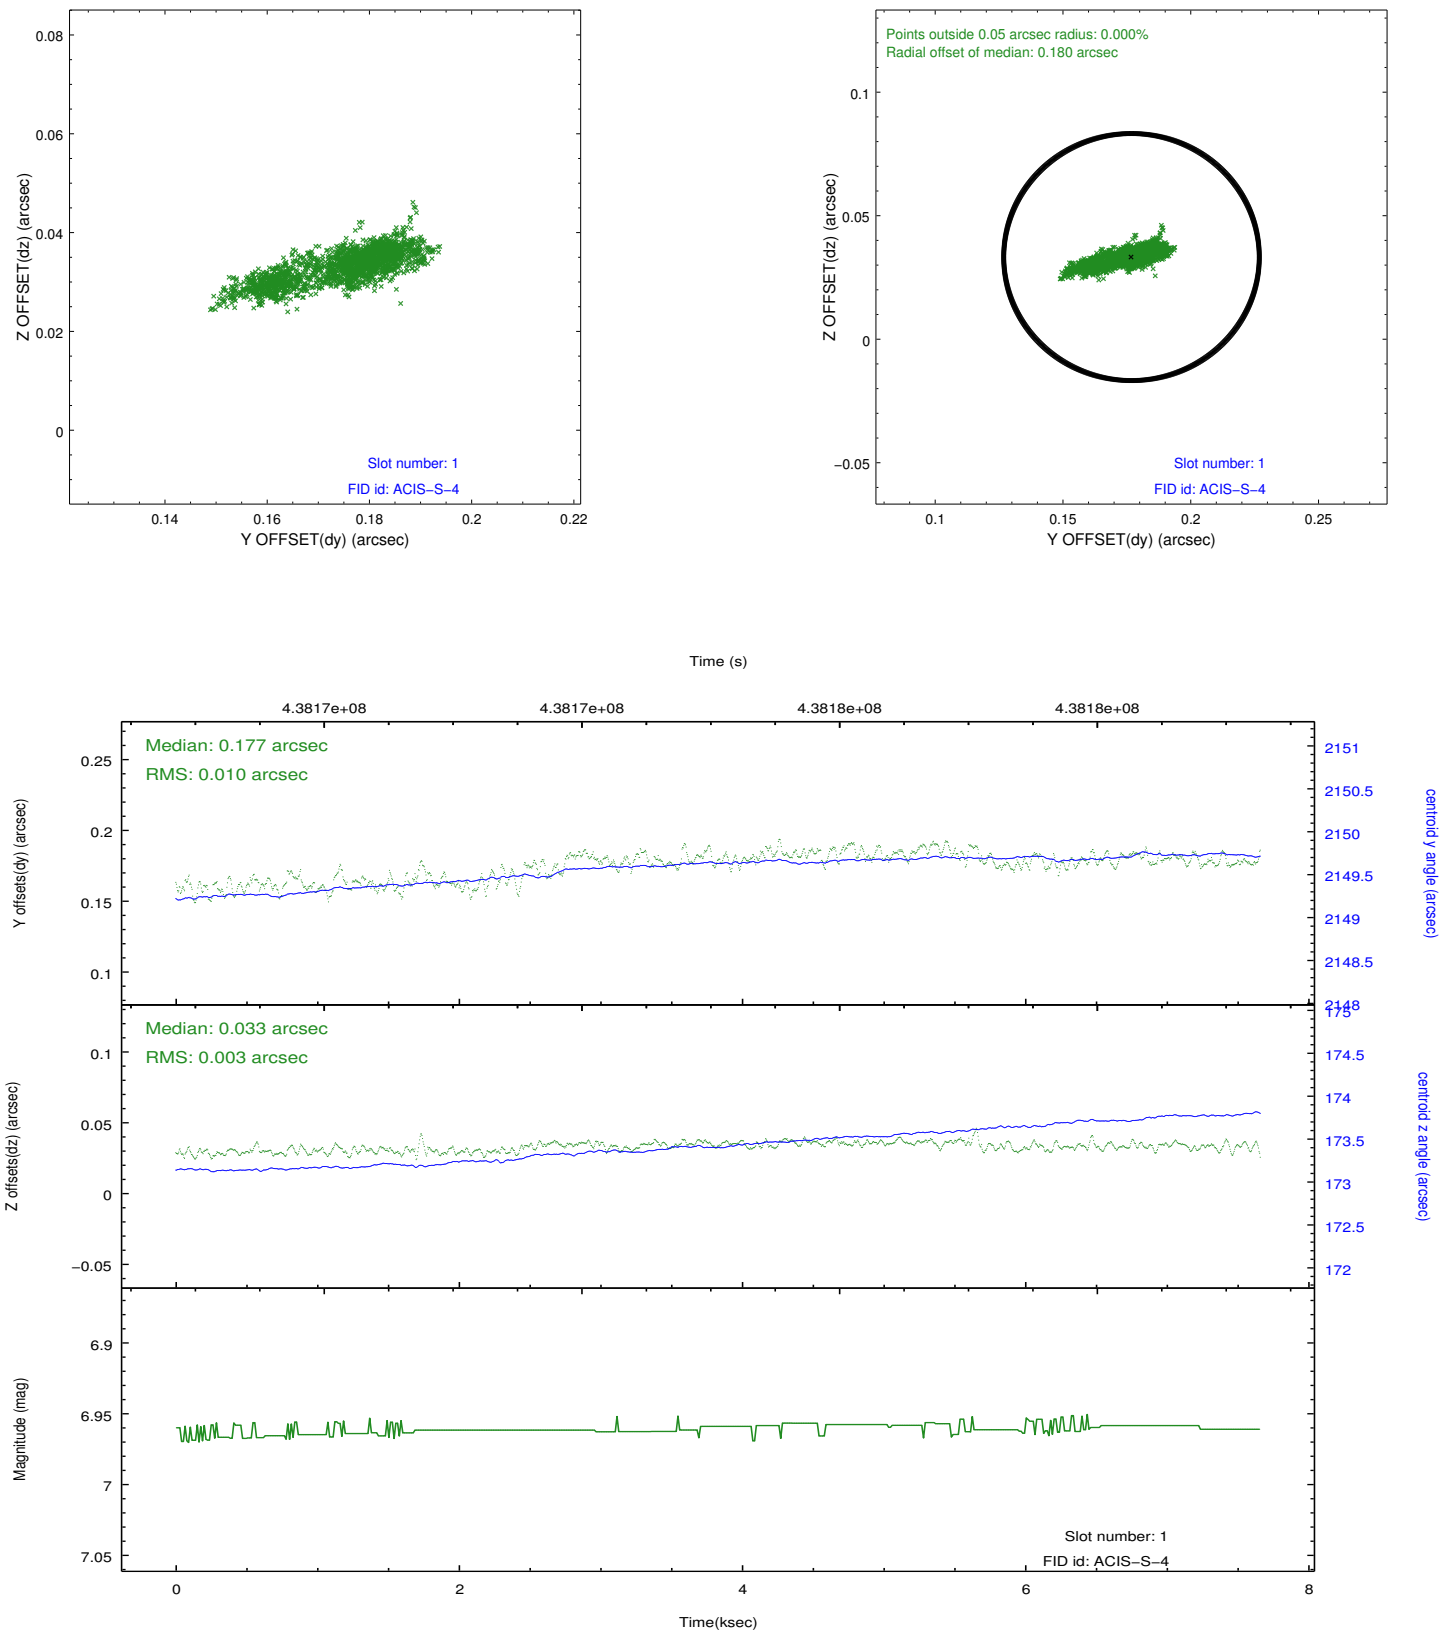 0.08
0.06
0.04
0.02
0
Z OFFSET(dz) (arcsec)
Slot number: 1
FID id: ACIS−S−4
0.14 0.16 0.18 0.2 0.22
Y OFFSET(dy) (arcsec)
Points outside 0.05 arcsec radius: 0.000%
Radial offset of median: 0.180 arcsec
0.1
0.05
0
−0.05
Z OFFSET(dz) (arcsec)
Slot number: 1
FID id: ACIS−S−4
0.1 0.15 0.2 0.25
Y OFFSET(dy) (arcsec)
Time (s)
4.3817e+08 4.3817e+08 4.3818e+08 4.3818e+08
Median: 0.177 arcsec
RMS: 0.010 arcsec
0.25
0.2
0.15
0.1
Y offsets(dy) (arcsec)
2151
2150.5
2150
2149.5
2149
2148.5
2148
centroid y angle (arcsec)
Median: 0.033 arcsec
RMS: 0.003 arcsec
0.1
0.05
0
−0.05
Z offsets(dz) (arcsec)
175
174.5
174
173.5
173
172.5
172
centroid z angle (arcsec)
6.9
6.95
7
7.05
Magnitude (mag)
Slot number: 1
FID id: ACIS−S−4
0 2 4 6 8
Time(ksec)